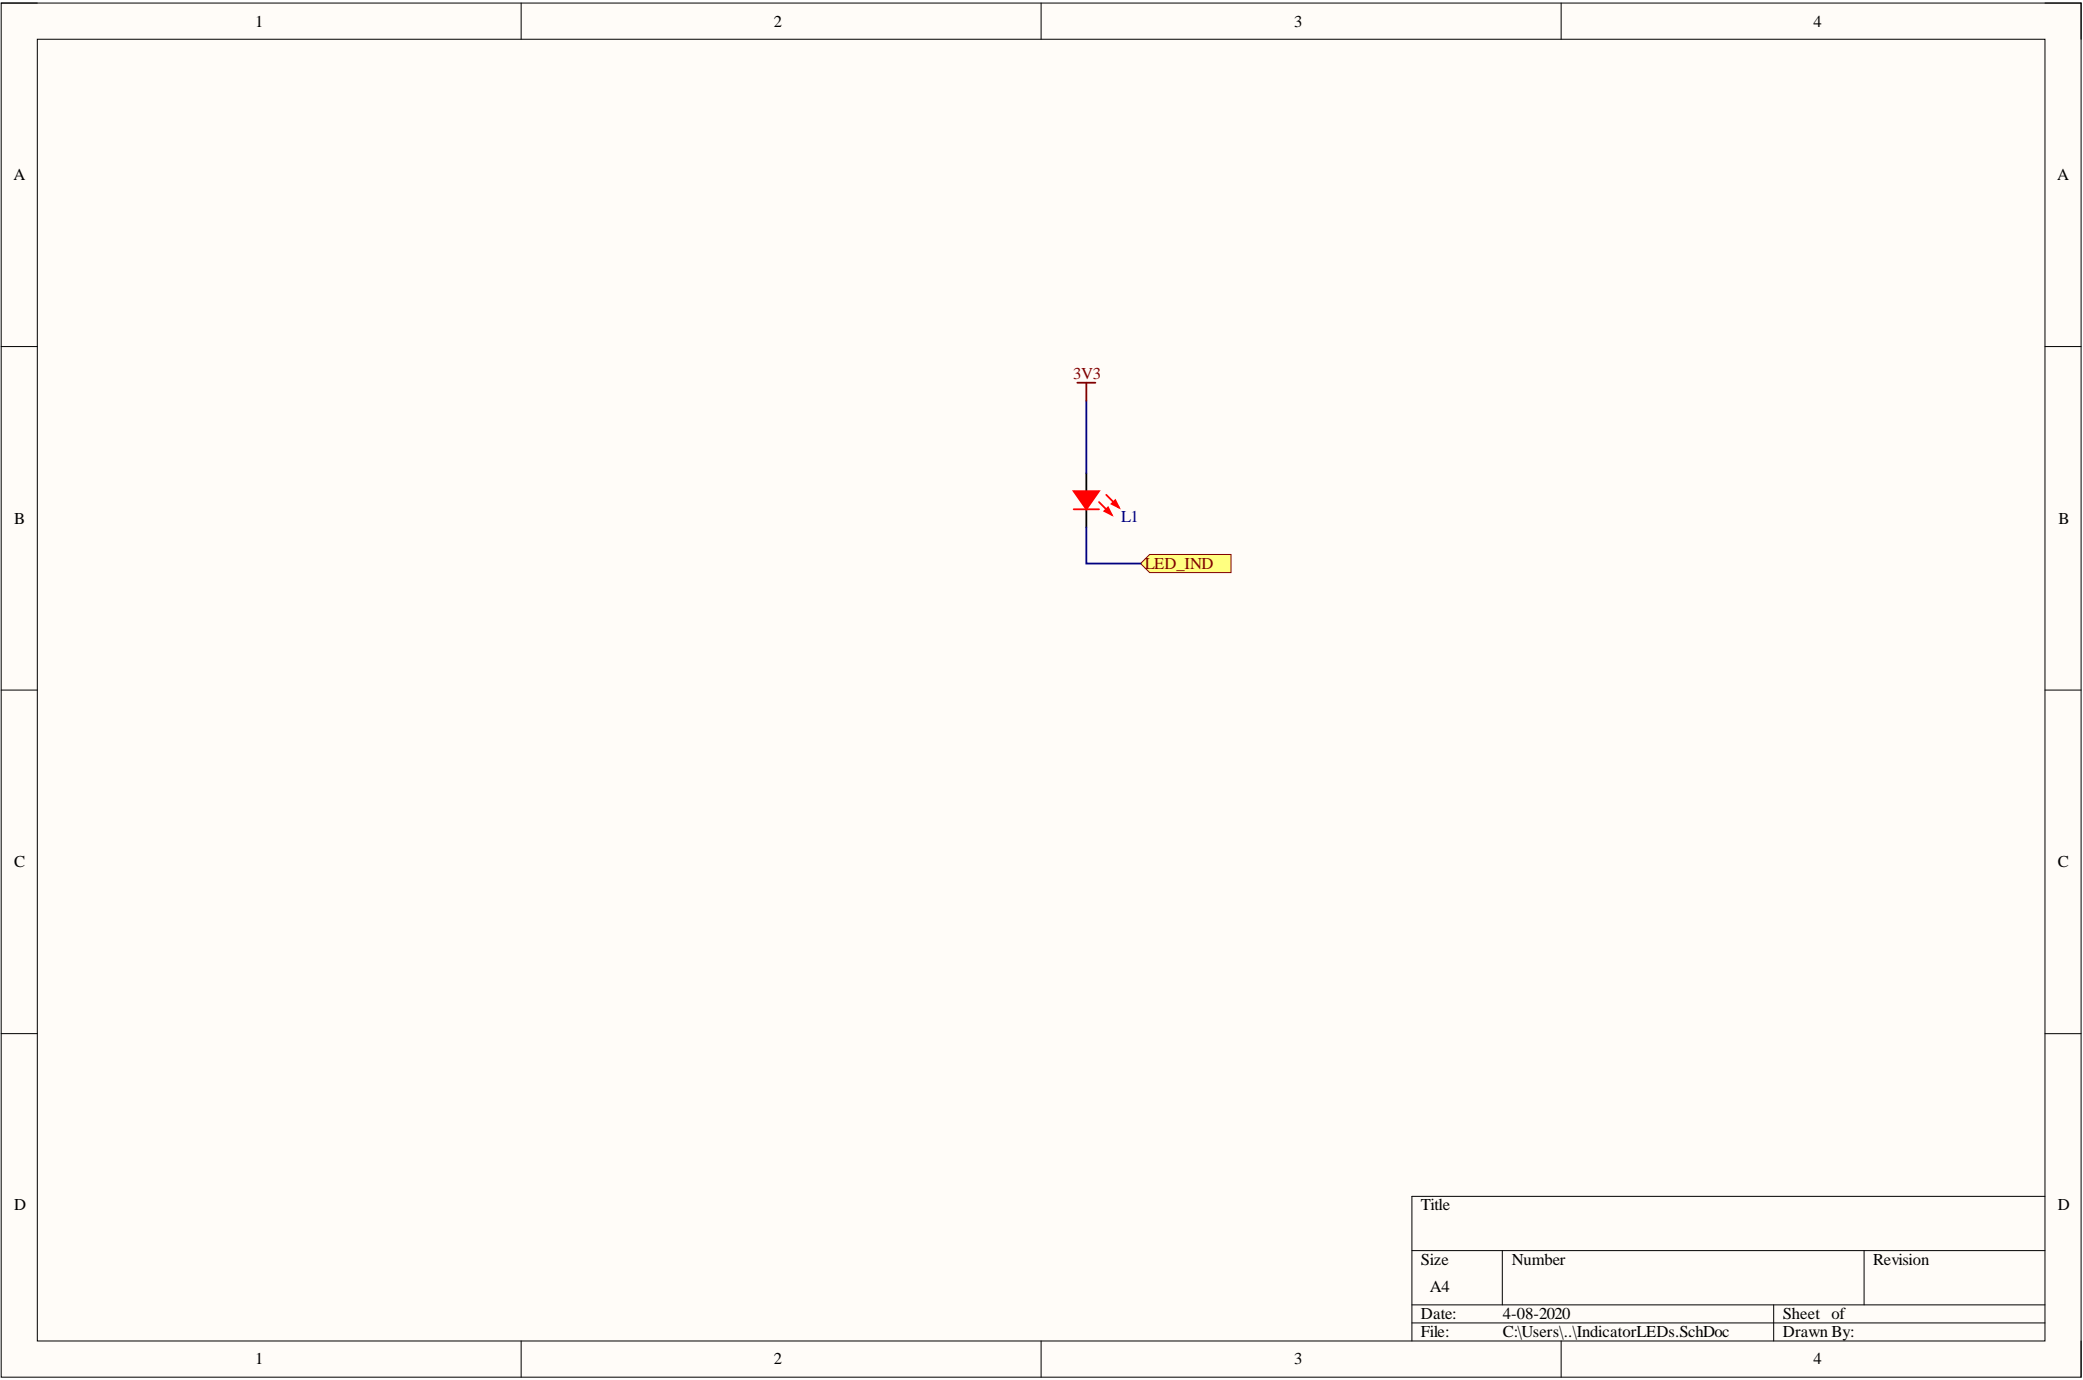 1 2 3 4
A A
3V3
B B
L1
LED_IND
C C
D D
Title
Size Number Revision
A4
Date: 4-08-2020 Sheet of
File: C:\Users\..\IndicatorLEDs.SchDoc Drawn By:
1 2 3 4